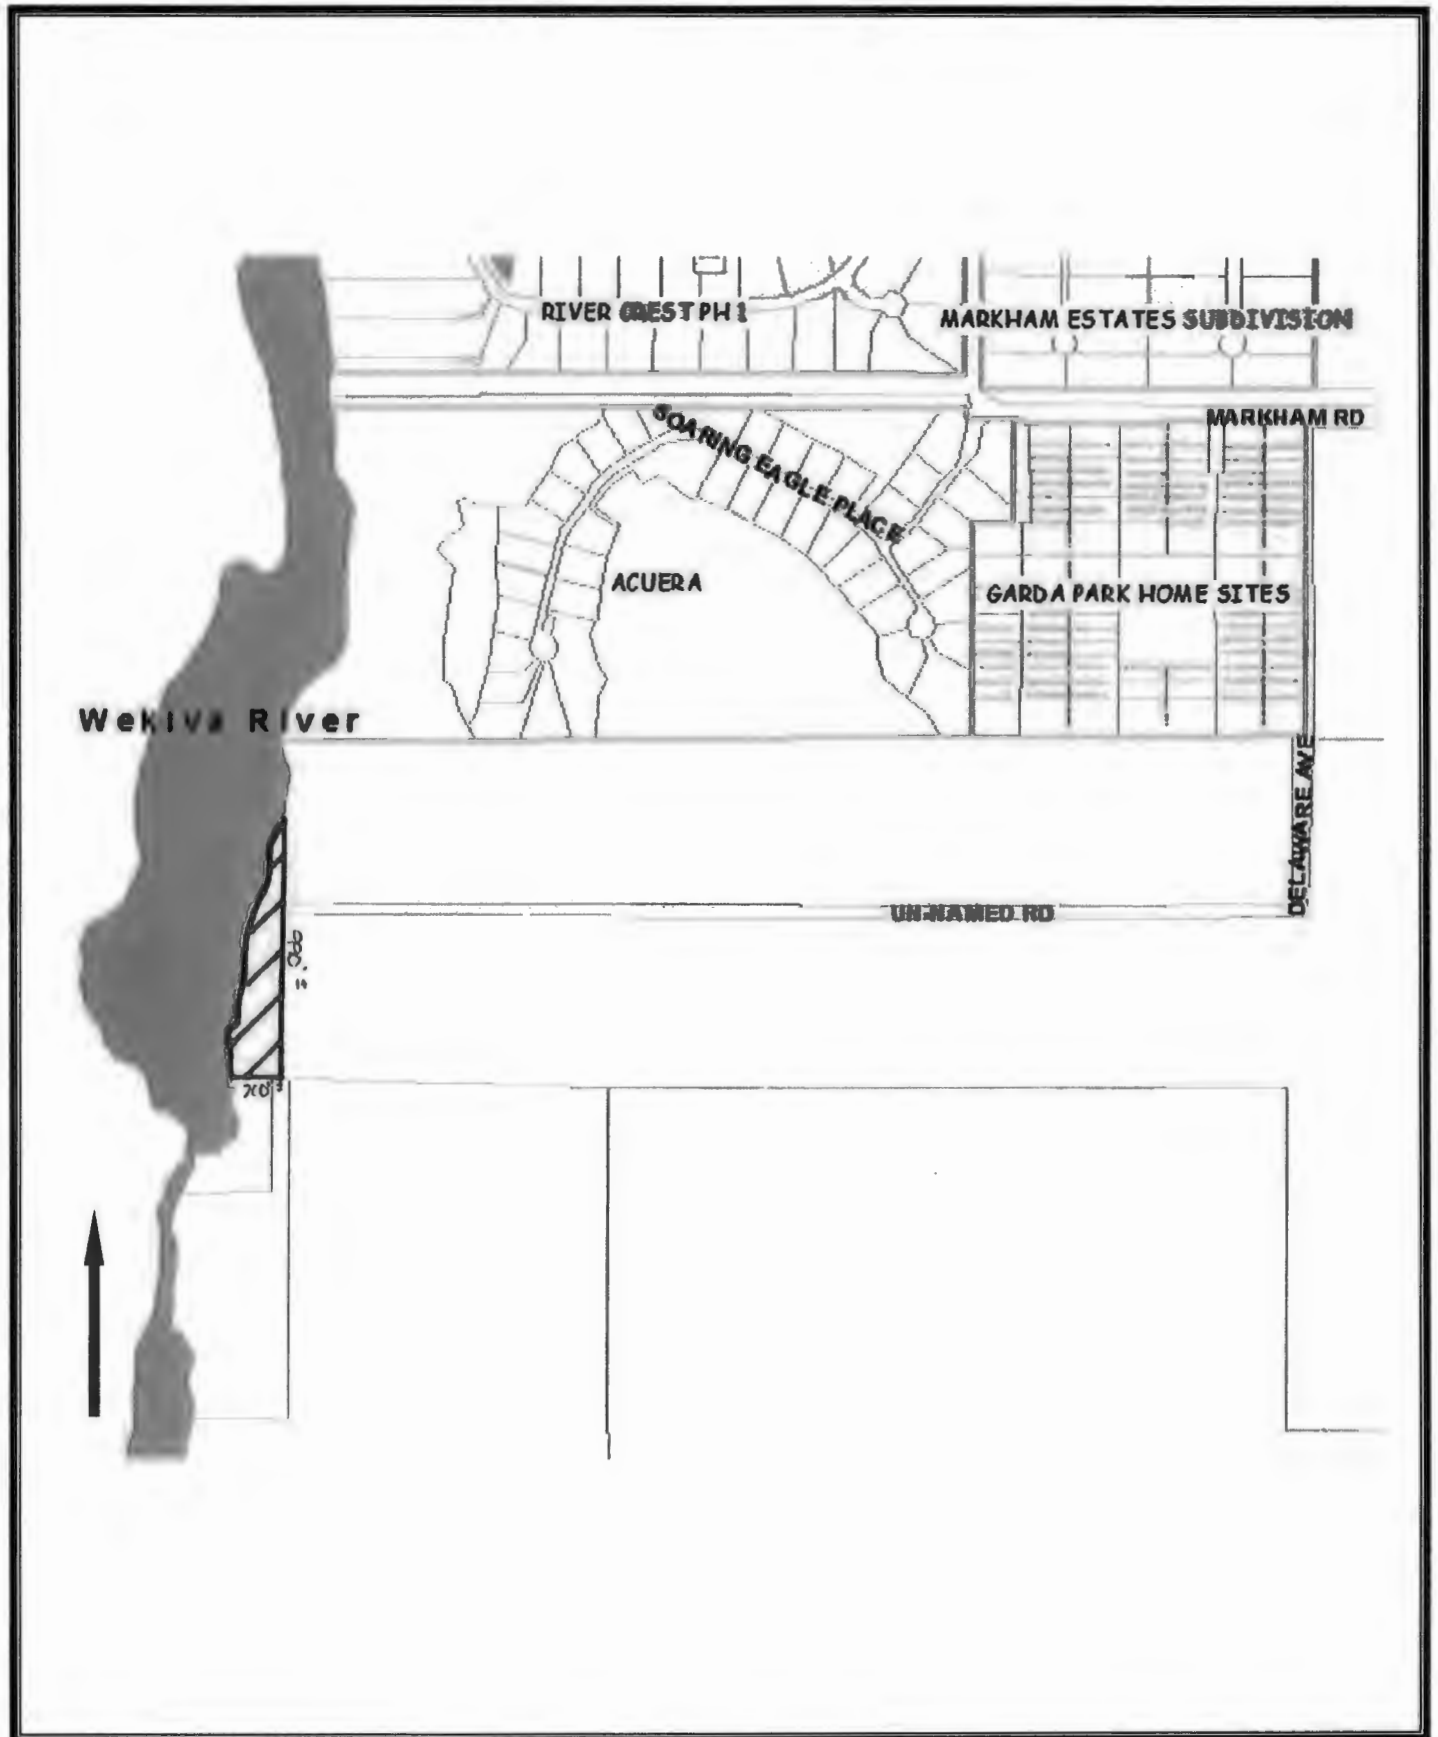 RIVER CREST PH 1
MARKHAM ESTATES SUBDIVISION
MARKHAM RD
SOARING EAGLE PLACE
ACUERA
GARDA PARK HOME SITES
Wekiva River
DELAWARE AVE
UN-NAMED RD